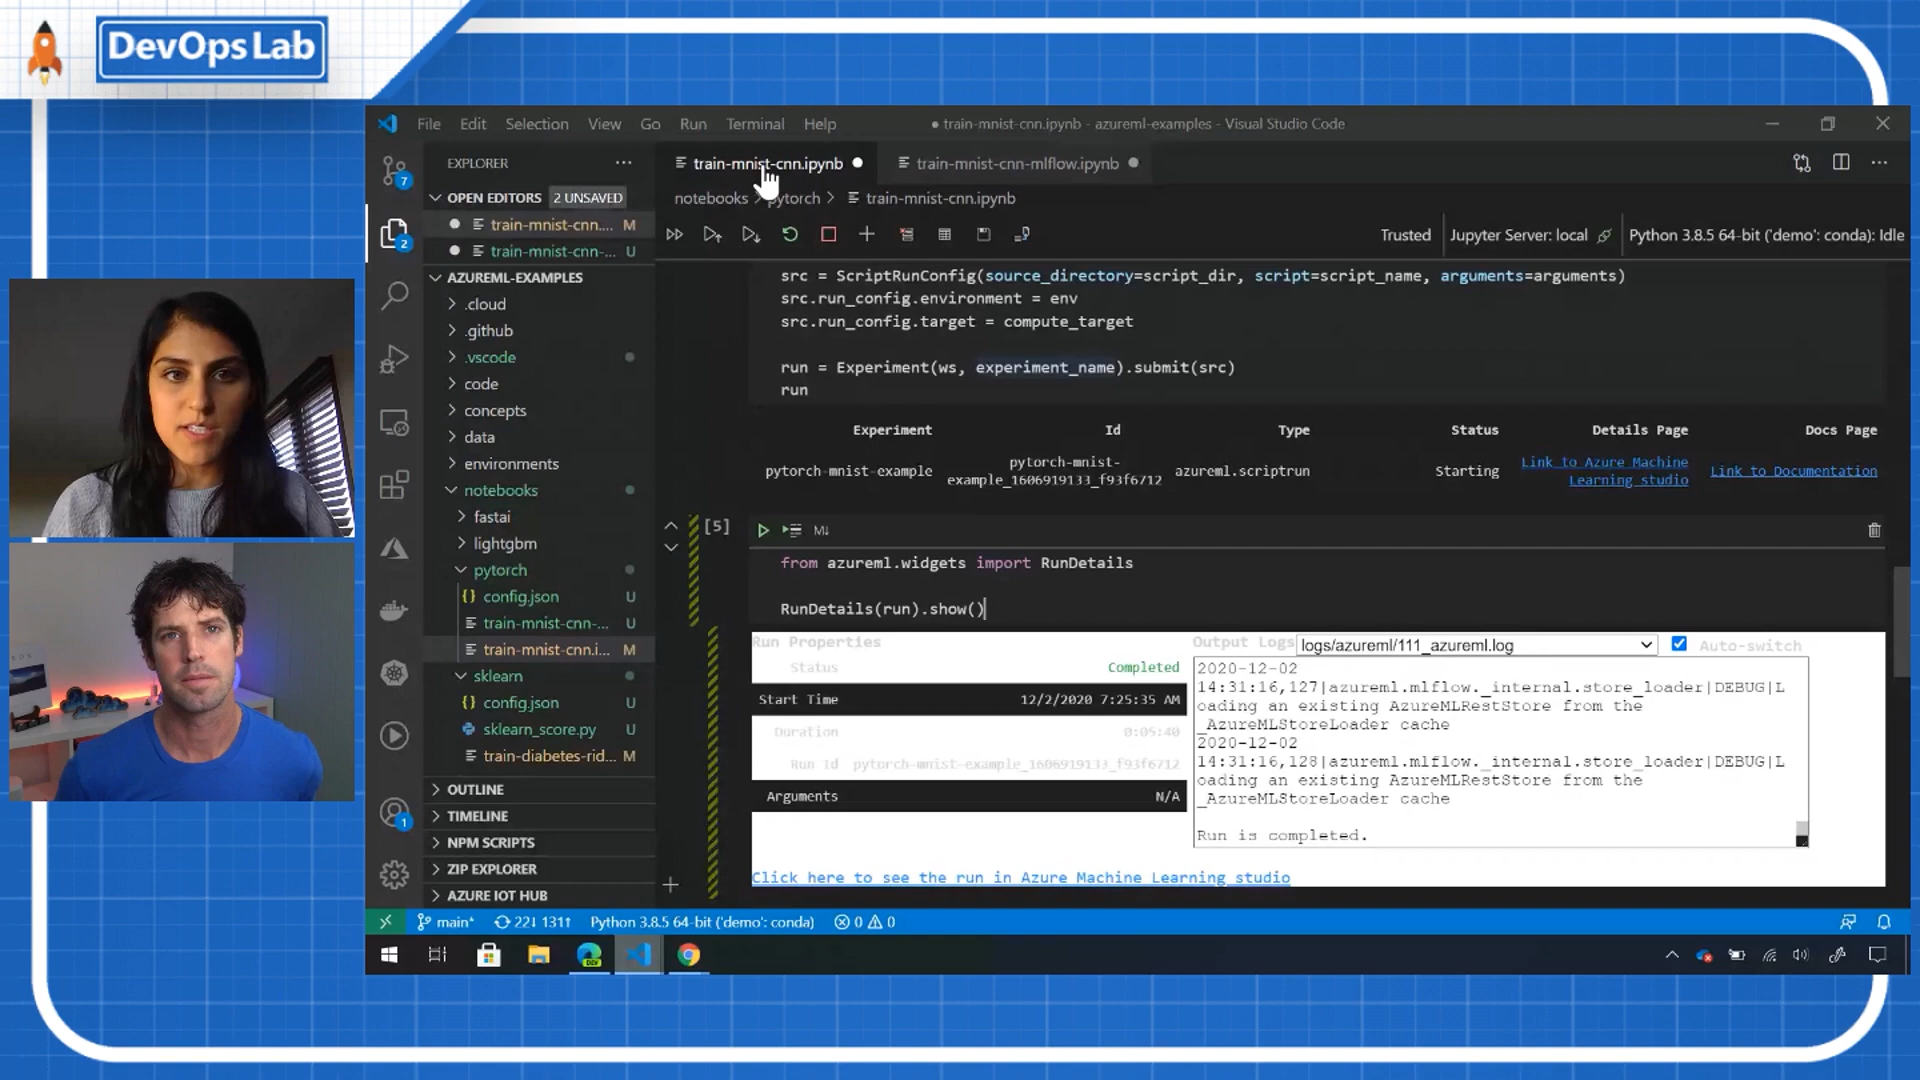 DevOps Lab
File Edit Selection View Go Run Terminal Help
● train-mnist-cnn.ipynb - azureml-examples - Visual Studio Code
EXPLORER
train-mnist-cnn.ipynb
train-mnist-cnn-mlflow.ipynb
OPEN EDITORS 2 UNSAVED
train-mnist-cnn.... M
train-mnist-cnn-... U
AZUREML-EXAMPLES
.cloud
.github
.vscode
code
concepts
data
environments
notebooks
fastai
lightgbm
pytorch
config.json U
train-mnist-cnn-... U
train-mnist-cnn.i... M
sklearn
config.json U
sklearn_score.py U
train-diabetes-rid... M
OUTLINE
TIMELINE
NPM SCRIPTS
ZIP EXPLORER
AZURE IOT HUB
7
2
1
notebooks > pytorch > train-mnist-cnn.ipynb
Trusted Jupyter Server: local Python 3.8.5 64-bit ('demo': conda): Idle
src = ScriptRunConfig(source_directory=script_dir, script=script_name, arguments=arguments)
src.run_config.environment = env
src.run_config.target = compute_target
run = Experiment(ws, experiment_name).submit(src)
run
Experiment Id Type Status Details Page Docs Page
pytorch-mnist-example pytorch-mnist-example_1606919133_f93f6712 azureml.scriptrun Starting Link to Azure Machine Learning studio Link to Documentation
[5]
M↓
from azureml.widgets import RunDetails
RunDetails(run).show()
Run Properties
Status Completed
Start Time 12/2/2020 7:25:35 AM
Duration 0:05:40
Run Id pytorch-mnist-example_1606919133_f93f6712
Arguments N/A
Output Logs logs/azureml/111_azureml.log Auto-switch
2020-12-02
14:31:16,127|azureml.mlflow._internal.store_loader|DEBUG|L
oading an existing AzureMLRestStore from the
_AzureMLStoreLoader cache
2020-12-02
14:31:16,128|azureml.mlflow._internal.store_loader|DEBUG|L
oading an existing AzureMLRestStore from the
_AzureMLStoreLoader cache
Run is completed.
Click here to see the run in Azure Machine Learning studio
main* 22↓ 131↑ Python 3.8.5 64-bit ('demo': conda) 0 0
DEV